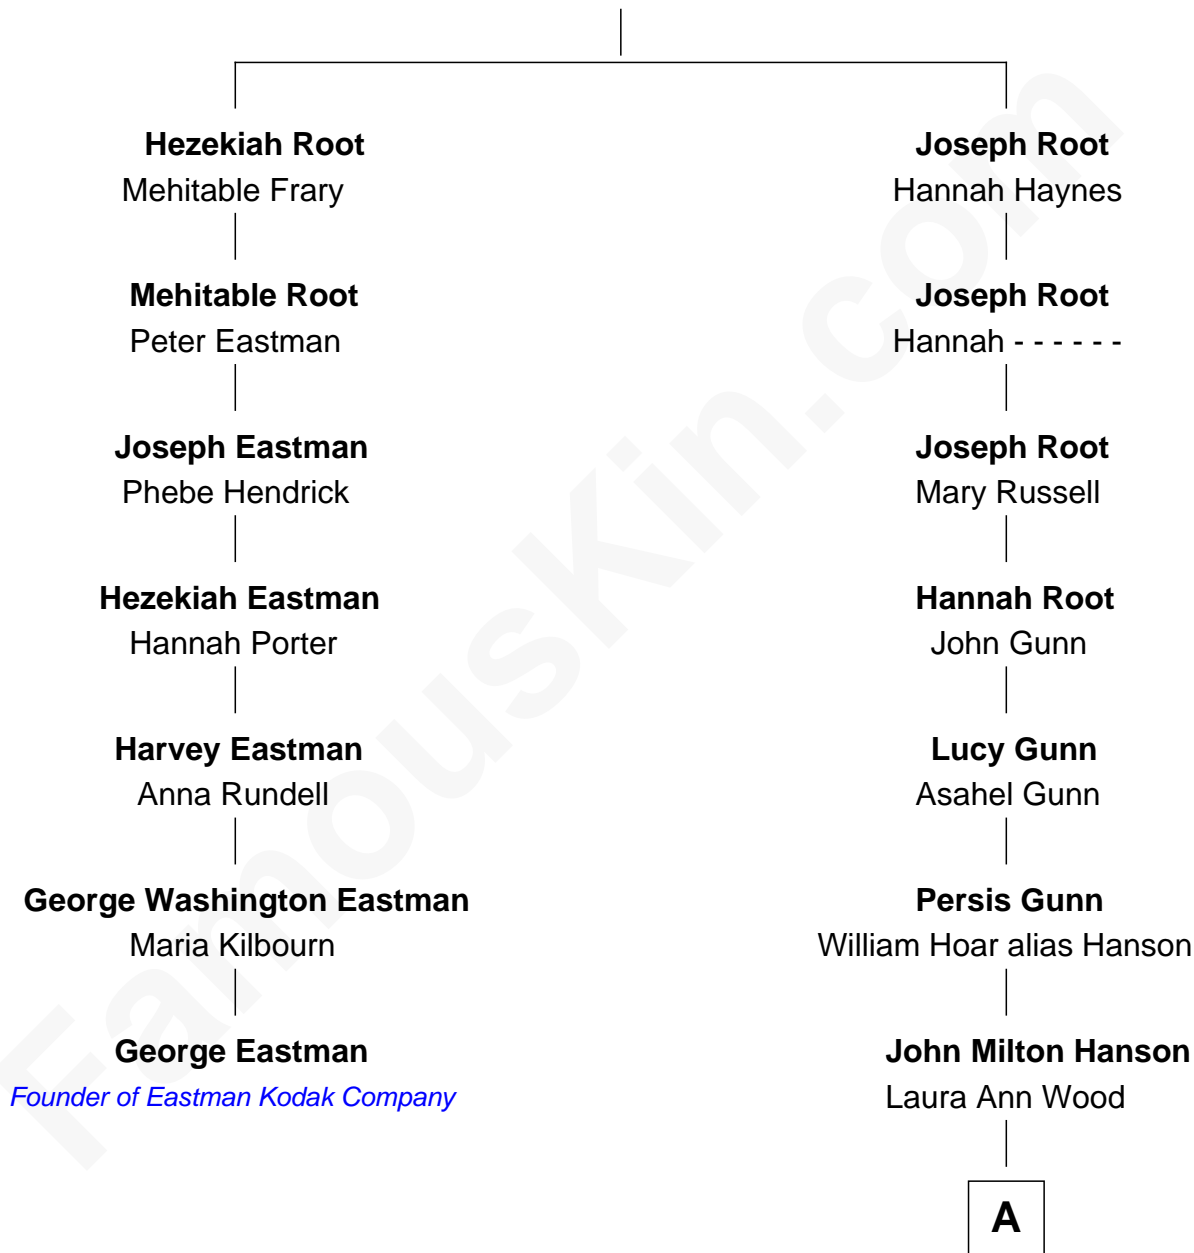 Hezekiah Root
Mehitable Frary
Mehitable Root
Peter Eastman
Joseph Eastman
Phebe Hendrick
Hezekiah Eastman
Hannah Porter
Harvey Eastman
Anna Rundell
George Washington Eastman
Maria Kilbourn
George Eastman
Founder of Eastman Kodak Company
Joseph Root
Hannah Haynes
Joseph Root
Hannah - - - - - -
Joseph Root
Mary Russell
Hannah Root
John Gunn
Lucy Gunn
Asahel Gunn
Persis Gunn
William Hoar alias Hanson
John Milton Hanson
Laura Ann Wood
A
FamousKin.com